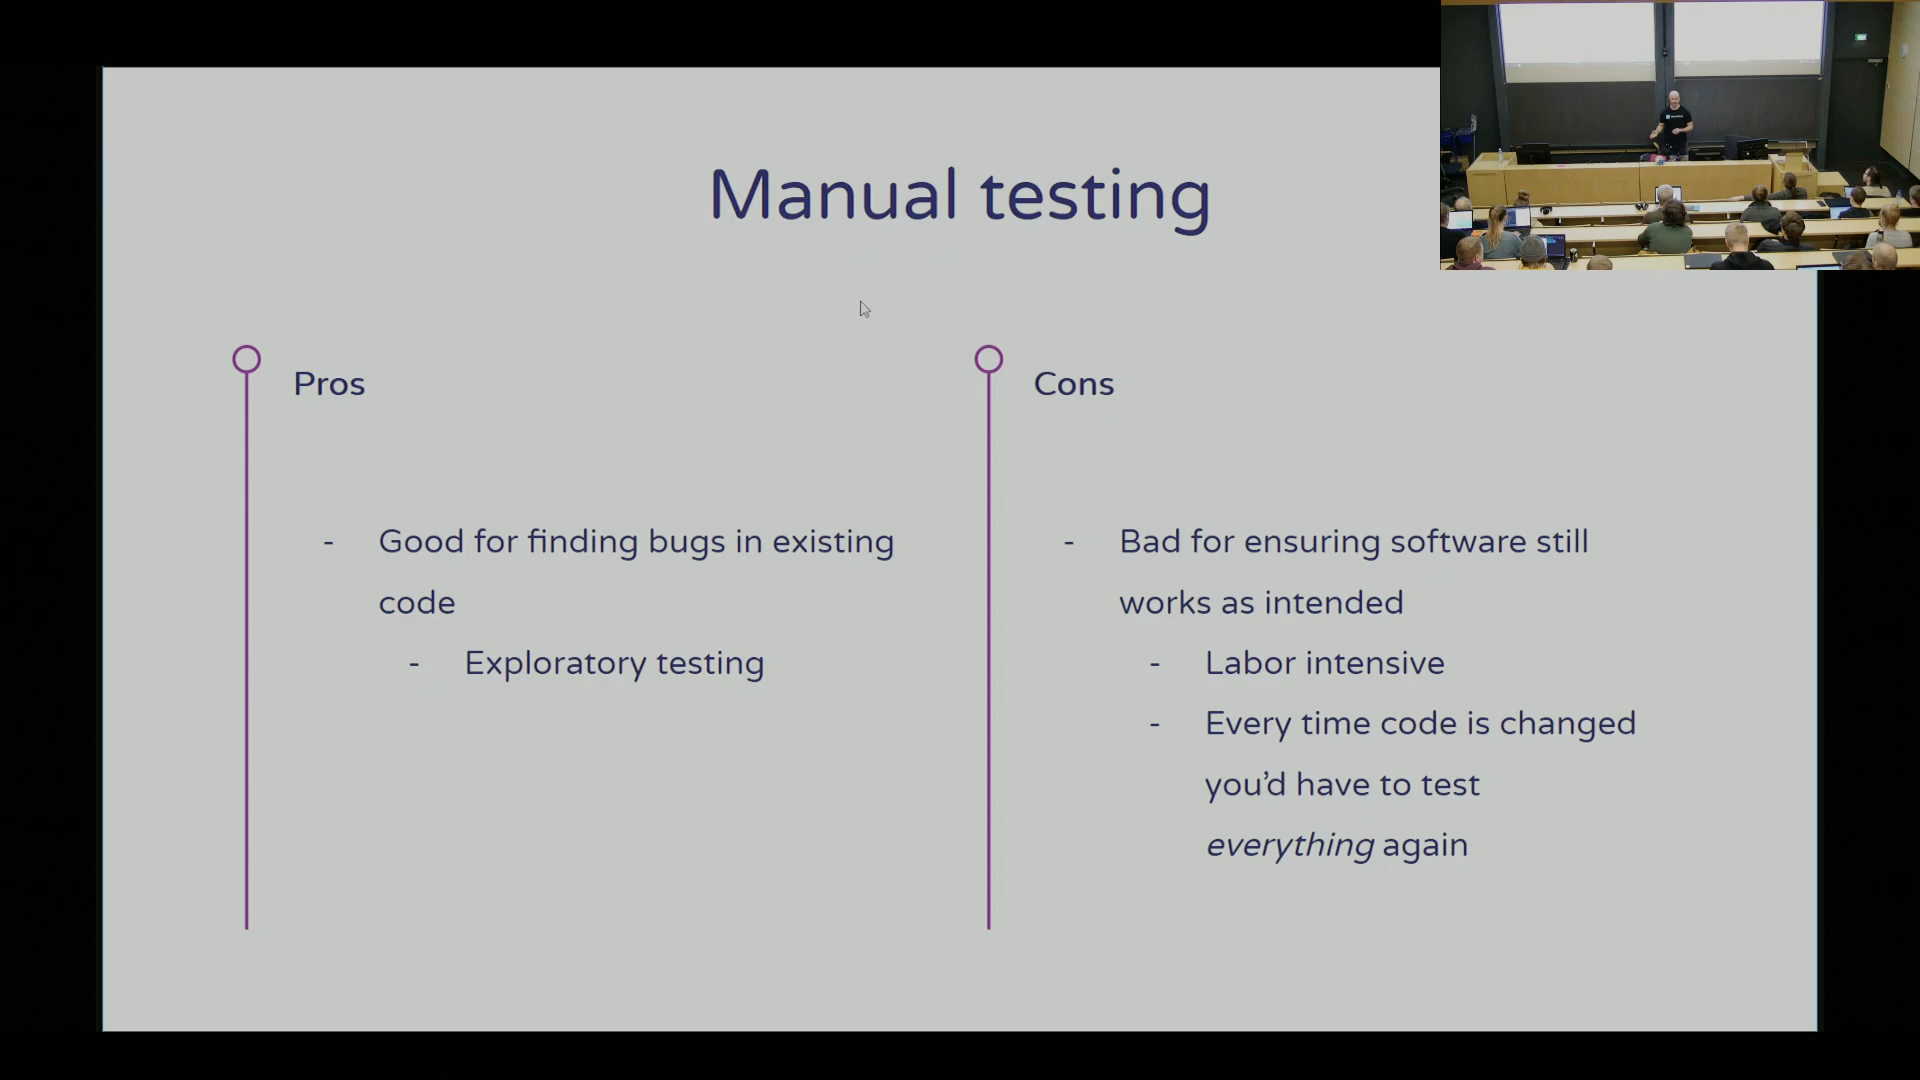 Manual testing
Pros
- Good for finding bugs in existing
code
- Exploratory testing
Cons
- Bad for ensuring software still
works as intended
- Labor intensive
- Every time code is changed
you’d have to test
everything again